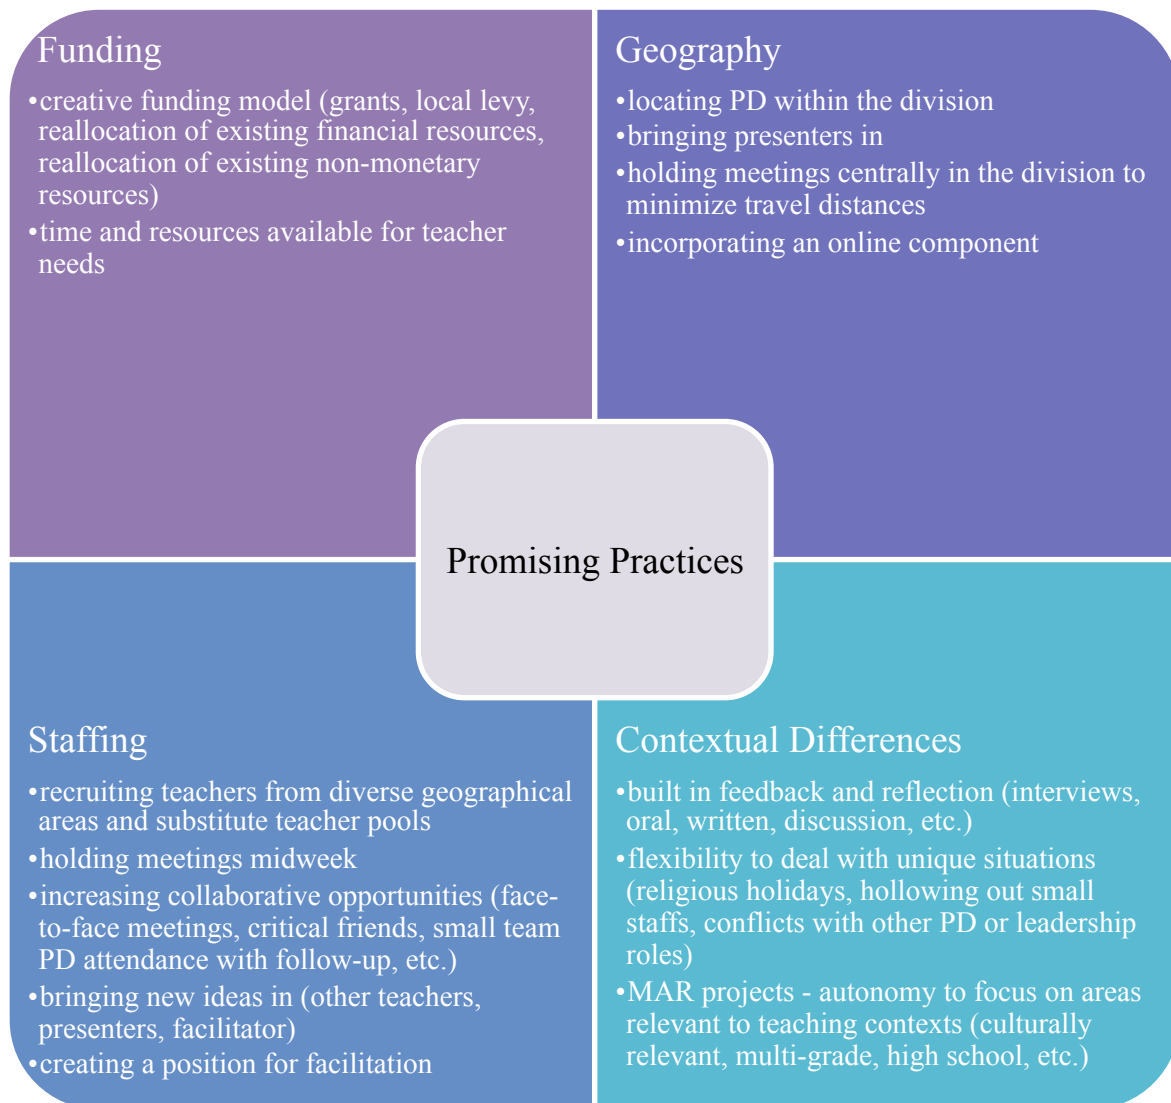 Funding
•creative funding model (grants, local levy,
reallocation of existing financial resources,
reallocation of existing non-monetary
resources)
•time and resources available for teacher
needs
Geography
•locating PD within the division
•bringing presenters in
•holding meetings centrally in the division to
minimize travel distances
•incorporating an online component
Promising Practices
Staffing
•recruiting teachers from diverse geographical
areas and substitute teacher pools
•holding meetings midweek
•increasing collaborative opportunities (face-
to-face meetings, critical friends, small team
PD attendance with follow-up, etc.)
•bringing new ideas in (other teachers,
presenters, facilitator)
•creating a position for facilitation
Contextual Differences
•built in feedback and reflection (interviews,
oral, written, discussion, etc.)
•flexibility to deal with unique situations
(religious holidays, hollowing out small
staffs, conflicts with other PD or leadership
roles)
•MAR projects - autonomy to focus on areas
relevant to teaching contexts (culturally
relevant, multi-grade, high school, etc.)